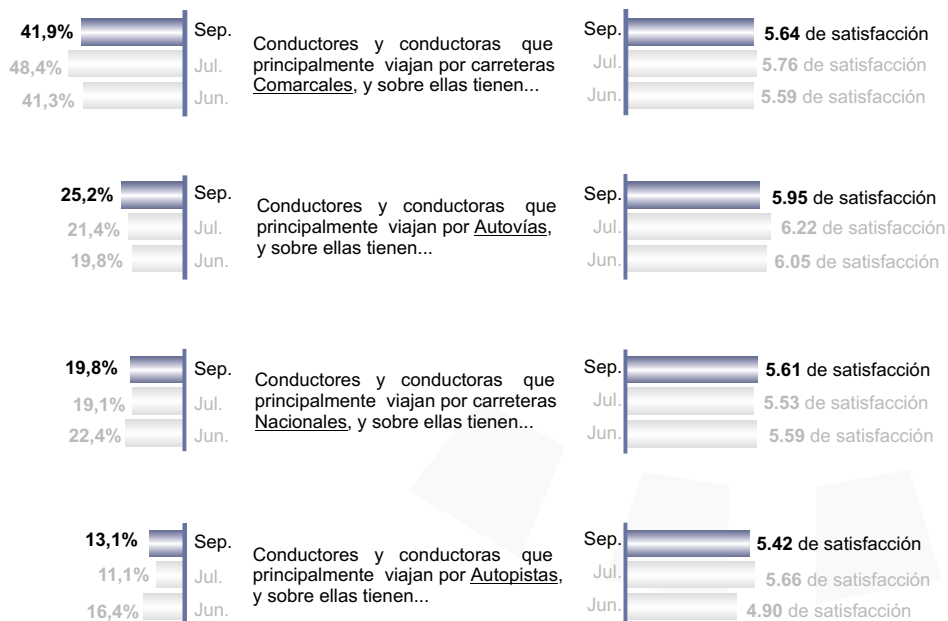 41,9% Sep. Sep. 5.64 de satisfacción
48,4% Jul. Jul. 5.76 de satisfacción
41,3% Jun. Jun. 5.59 de satisfacción
Conductores y conductoras que
principalmente viajan por carreteras
Comarcales, y sobre ellas tienen...
25,2% Sep. Sep. 5.95 de satisfacción
21,4% Jul. Jul. 6.22 de satisfacción
19,8% Jun. Jun. 6.05 de satisfacción
Conductores y conductoras que
principalmente viajan por Autovías,
y sobre ellas tienen...
19,8% Sep. Sep. 5.61 de satisfacción
19,1% Jul. Jul. 5.53 de satisfacción
22,4% Jun. Jun. 5.59 de satisfacción
Conductores y conductoras que
principalmente viajan por carreteras
Nacionales, y sobre ellas tienen...
13,1% Sep. Sep. 5.42 de satisfacción
11,1% Jul. Jul. 5.66 de satisfacción
16,4% Jun. Jun. 4.90 de satisfacción
Conductores y conductoras que
principalmente viajan por Autopistas,
y sobre ellas tienen...